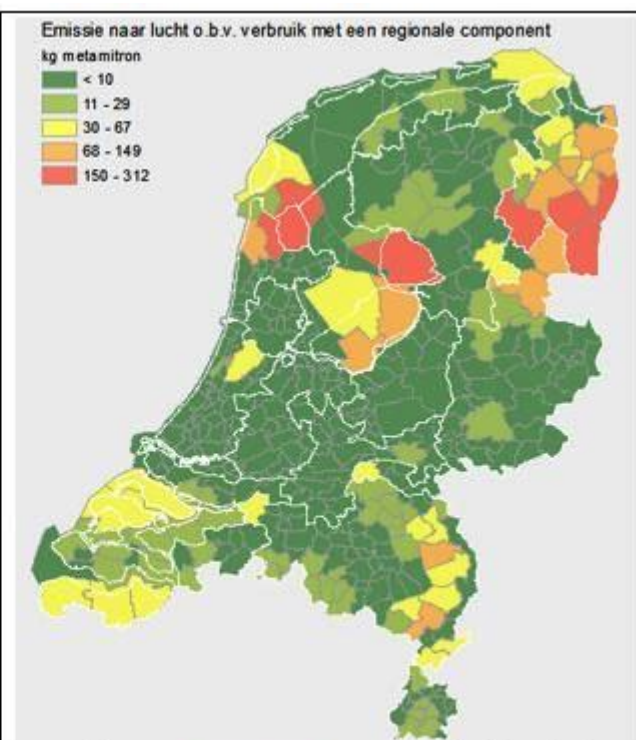 Emissie naar lucht o.b.v. verbruik met een regionale component
kg metamitron
< 10
11 - 29
30 - 67
68 - 149
150 - 312